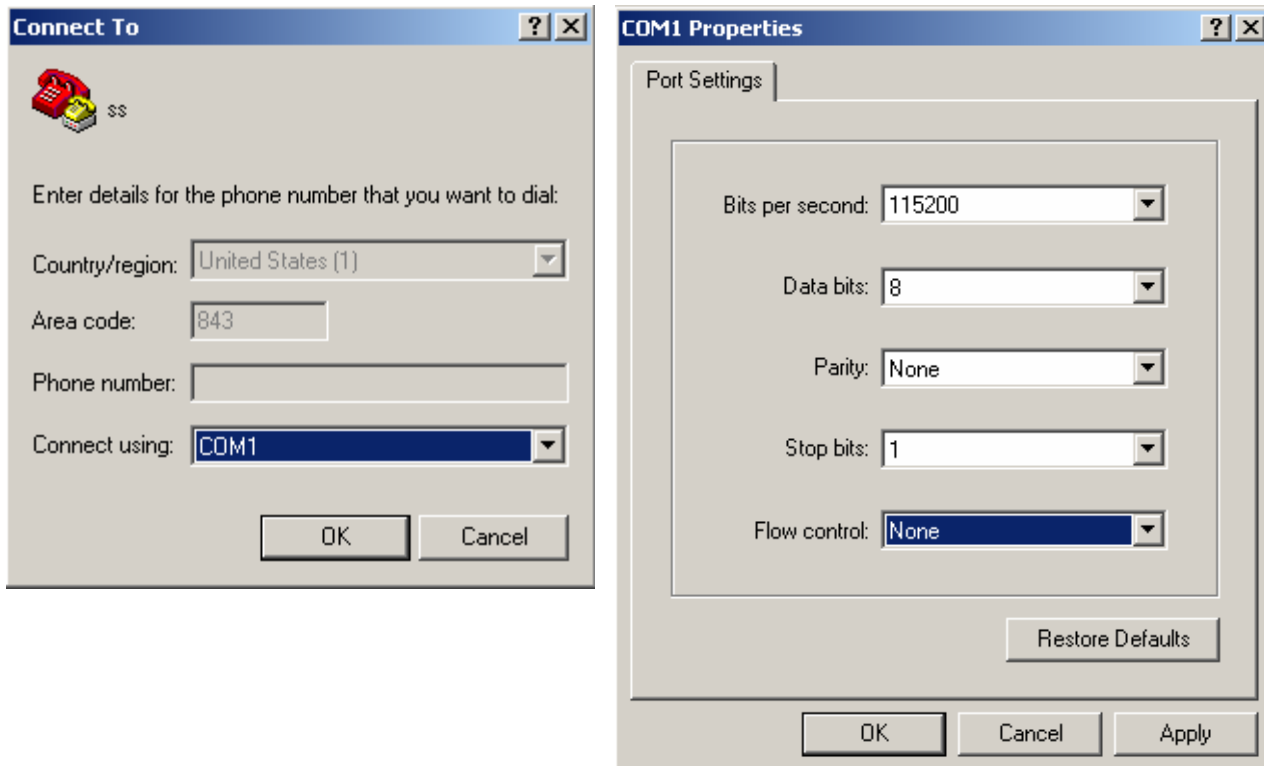 Connect To
ss
Enter details for the phone number that you want to dial:
Country/region: United States (1)
Area code: 843
Phone number:
Connect using: COM1
OK Cancel
COM1 Properties
Port Settings
Bits per second: 115200
Data bits: 8
Parity: None
Stop bits: 1
Flow control: None
Restore Defaults
OK Cancel Apply